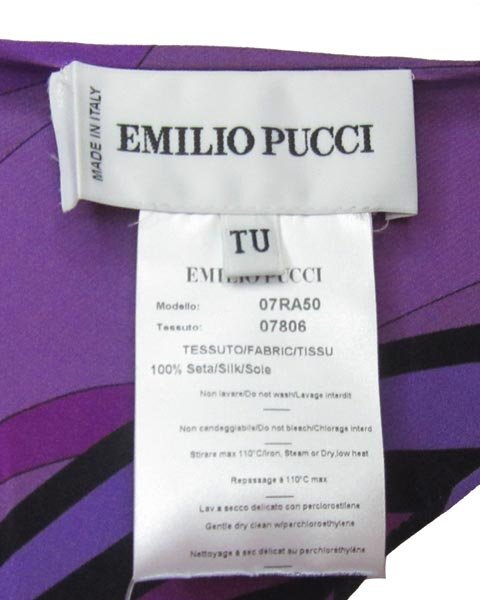 MADE IN ITALY
EMILIO PUCCI
TU
EMILIO PUCCI
Modello: 07RA50
Tessuto: 07806
TESSUTO/FABRIC/TISSU
100% Seta/Silk/Soie
Non lavare/Do not wash/Lavage interdit
Non candeggiabile/Do not bleach/Chlorage interd
Stirare max 110°C/Iron, Steam or Dry, low heat
Repassage à 110°C max
Lav a secco delicato con percloroetilene
Gentle dry clean w/perchloroethylene
Nettoyage à sec délicat au perchloréthylène